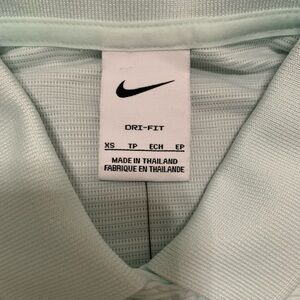 DRI-FIT
XS TP ECH EP
MADE IN THAILAND
FABRIQUÉ EN THAÏLANDE